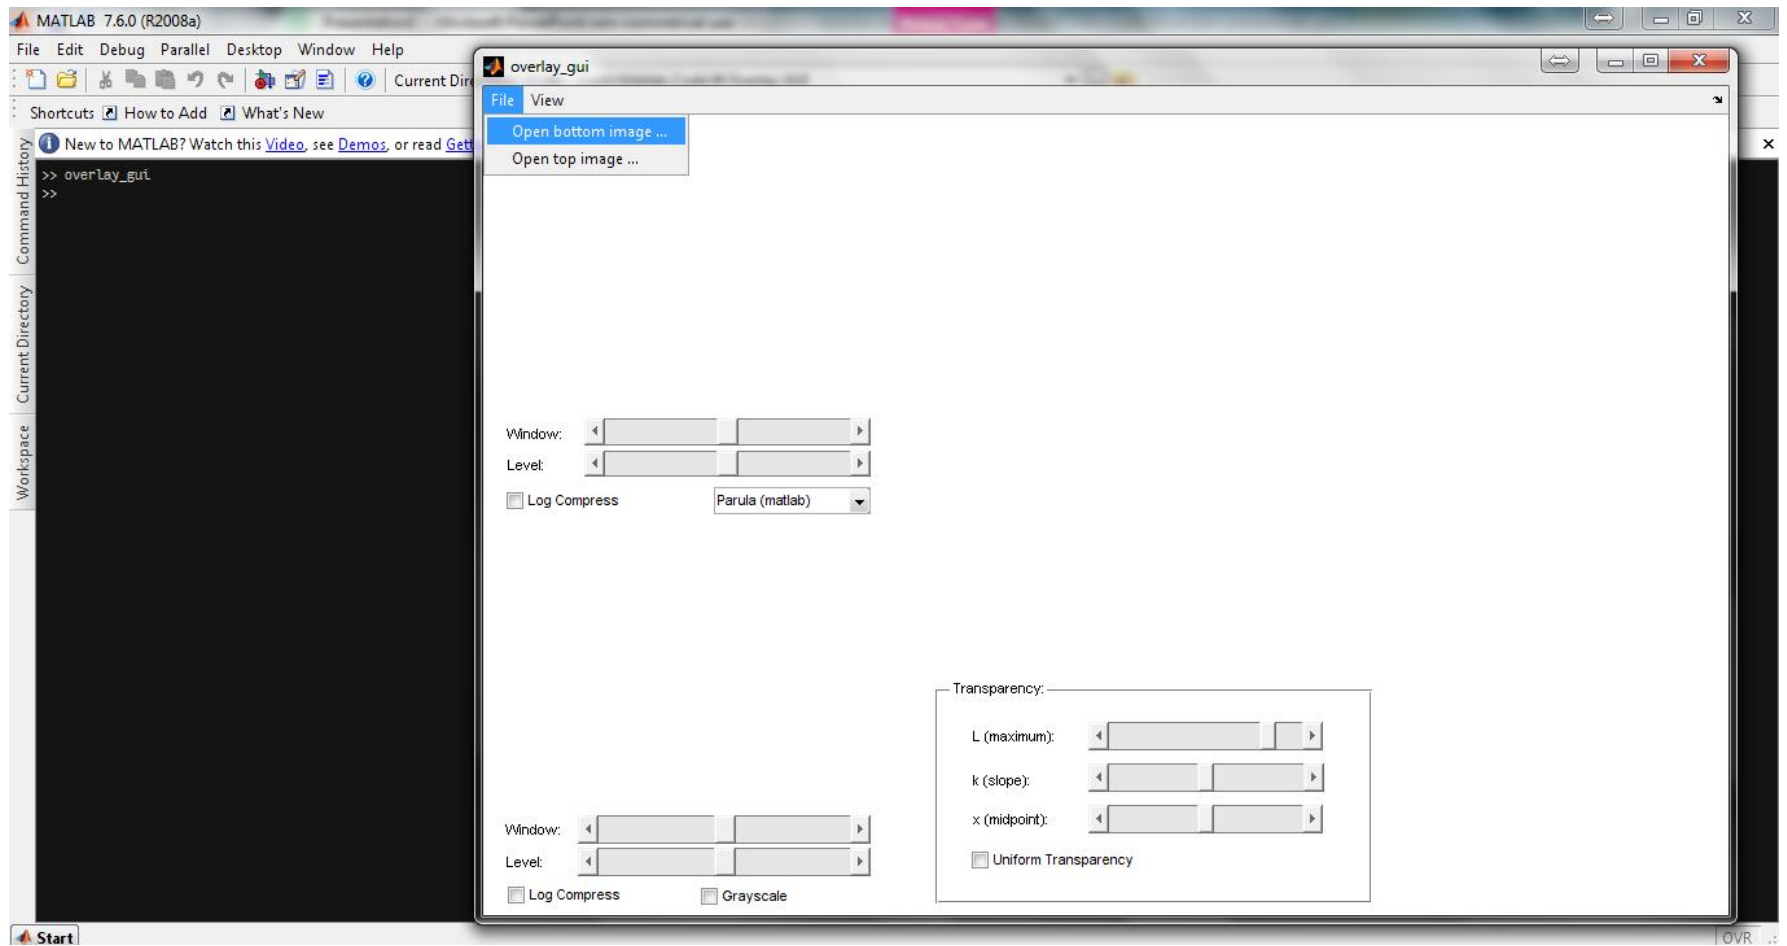 MATLAB 7.6.0 (R2008a)
File Edit Debug Parallel Desktop Window Help
Current Dire
Shortcuts How to Add What's New
New to MATLAB? Watch this Video, see Demos, or read Gett
Command History
Current Directory
Workspace
>> overlay_gui
>>
overlay_gui
File View
Open bottom image ...
Open top image ...
Window:
Level:
Log Compress Parula (matlab)
Transparency:
L (maximum):
k (slope):
x (midpoint):
Uniform Transparency
Window:
Level:
Log Compress Grayscale
Start
OVR